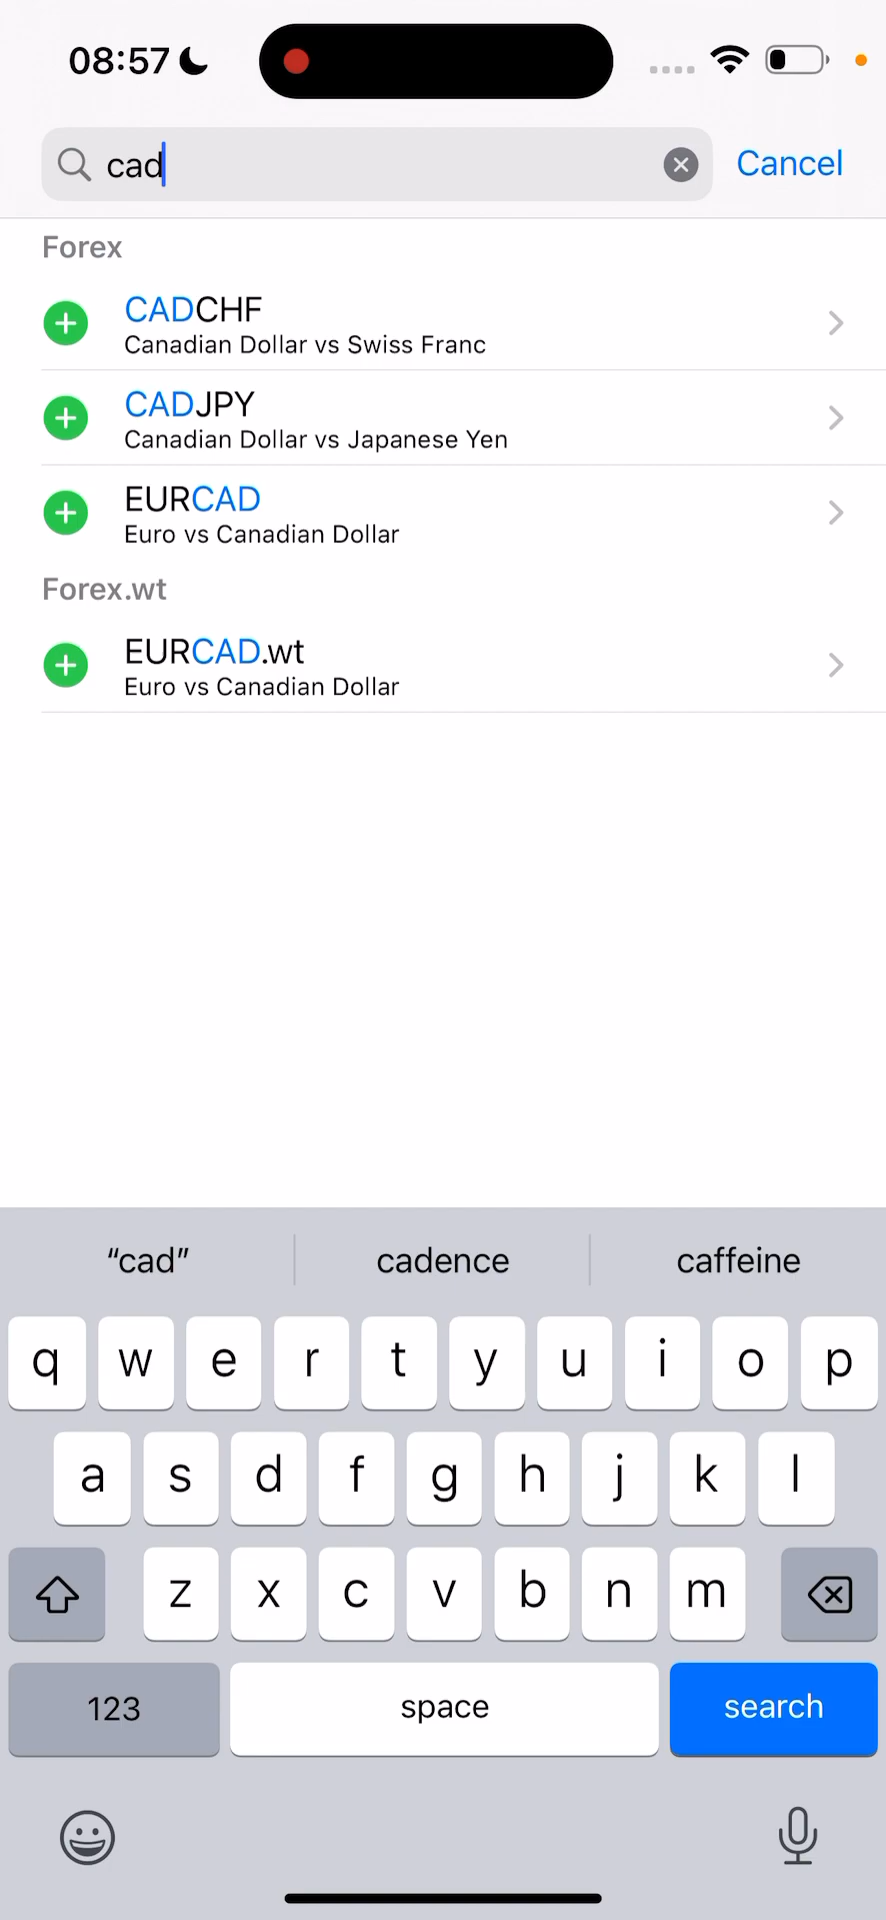 08:57
cad
Cancel
Forex
CADCHF
Canadian Dollar vs Swiss Franc
CADJPY
Canadian Dollar vs Japanese Yen
EURCAD
Euro vs Canadian Dollar
Forex.wt
EURCAD.wt
Euro vs Canadian Dollar
“cad” cadence caffeine
q w e r t y u i o p
a s d f g h j k l
z x c v b n m
123 space search